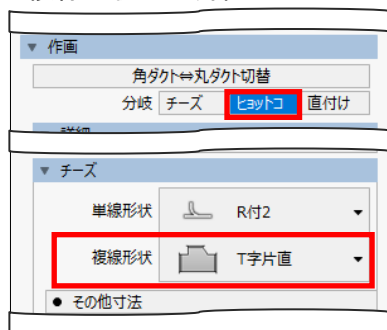 ▼ 作画
角ダクト⇔丸ダクト切替
分岐 チーズ ヒョットコ 直付け
▼ チーズ
単線形状 R付2
複線形状 T字片直
● その他寸法